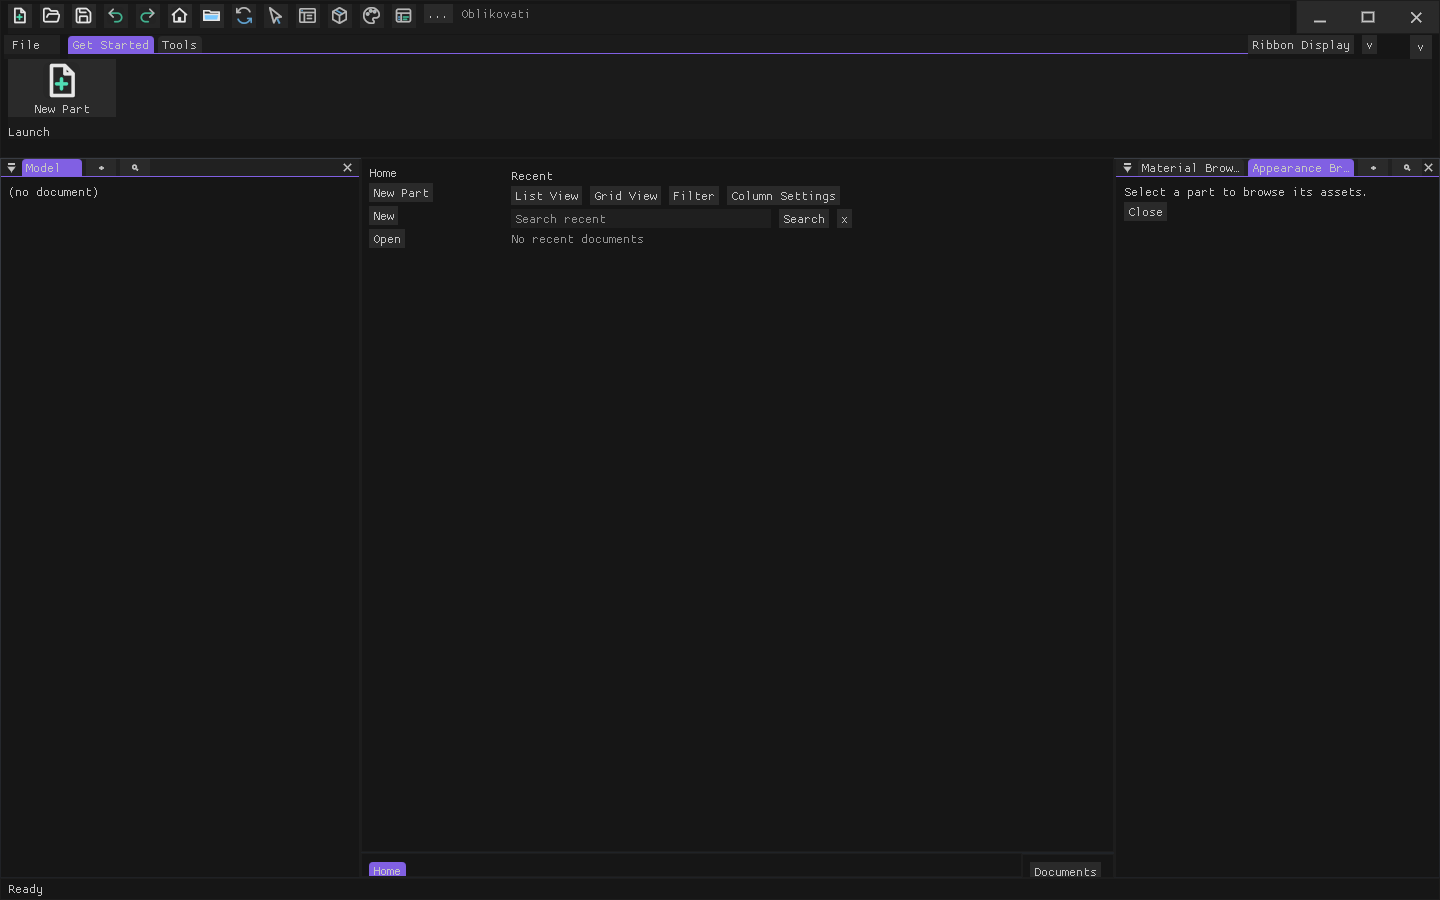 ... Oblikovati
File Get Started Tools Ribbon Display v v
New Part
Launch
Model
(no document)
Home
New Part
New
Open
Recent
List View Grid View Filter Column Settings
Search recent Search x
No recent documents
Material Brow… Appearance Br…
Select a part to browse its assets.
Close
Home Documents
Ready